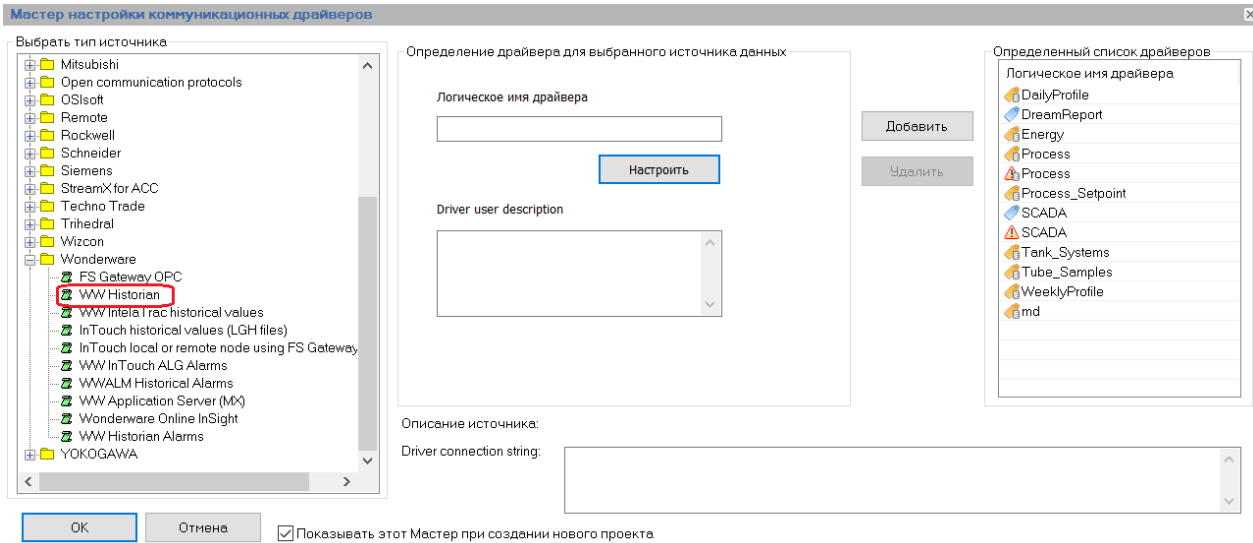 Мастер настройки коммуникационных драйверов
Выбрать тип источника
Mitsubishi
Open communication protocols
OSIsoft
Remote
Rockwell
Schneider
Siemens
StreamX for ACC
Techno Trade
Trihedral
Wizcon
Wonderware
FS Gateway OPC
WW Historian
WW IntelaTrac historical values
InTouch historical values (LGH files)
InTouch local or remote node using FS Gateway
WW InTouch ALG Alarms
WWALM Historical Alarms
WW Application Server (MX)
Wonderware Online InSight
WW Historian Alarms
YOKOGAWA
Определение драйвера для выбранного источника данных
Логическое имя драйвера
Настроить
Driver user description
Добавить
Удалить
Определенный список драйверов
Логическое имя драйвера
DailyProfile
DreamReport
Energy
Process
Process
Process_Setpoint
SCADA
SCADA
Tank_Systems
Tube_Samples
WeeklyProfile
md
Описание источника:
Driver connection string:
OK
Отмена
Показывать этот Мастер при создании нового проекта